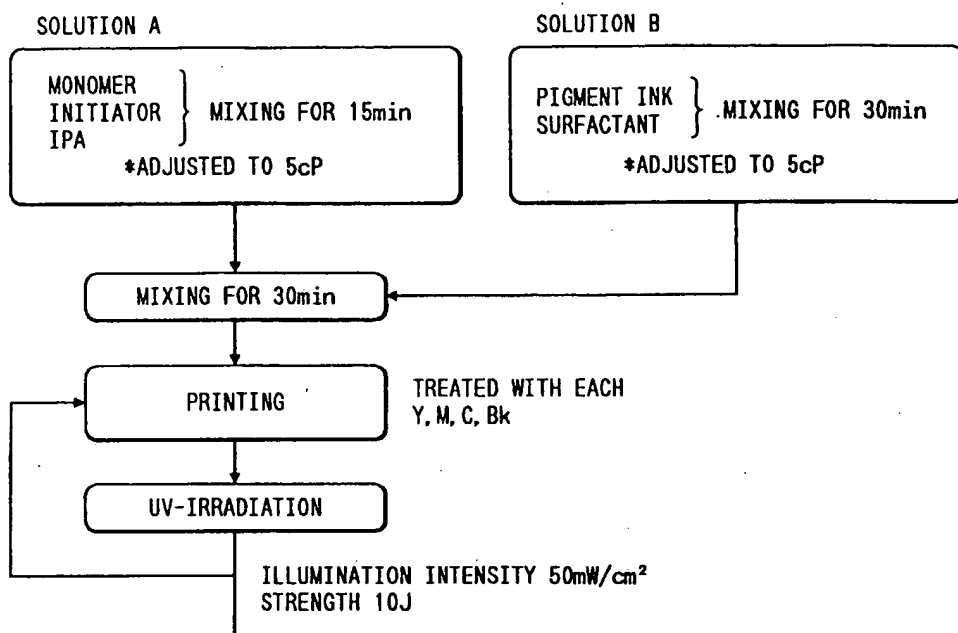 SOLUTION A
MONOMER
INITIATOR
IPA
MIXING FOR 15min
*ADJUSTED TO 5cP
SOLUTION B
PIGMENT INK
SURFACTANT
MIXING FOR 30min
*ADJUSTED TO 5cP
MIXING FOR 30min
PRINTING
TREATED WITH EACH
Y, M, C, Bk
UV-IRRADIATION
ILLUMINATION INTENSITY 50mW/cm²
STRENGTH 10J